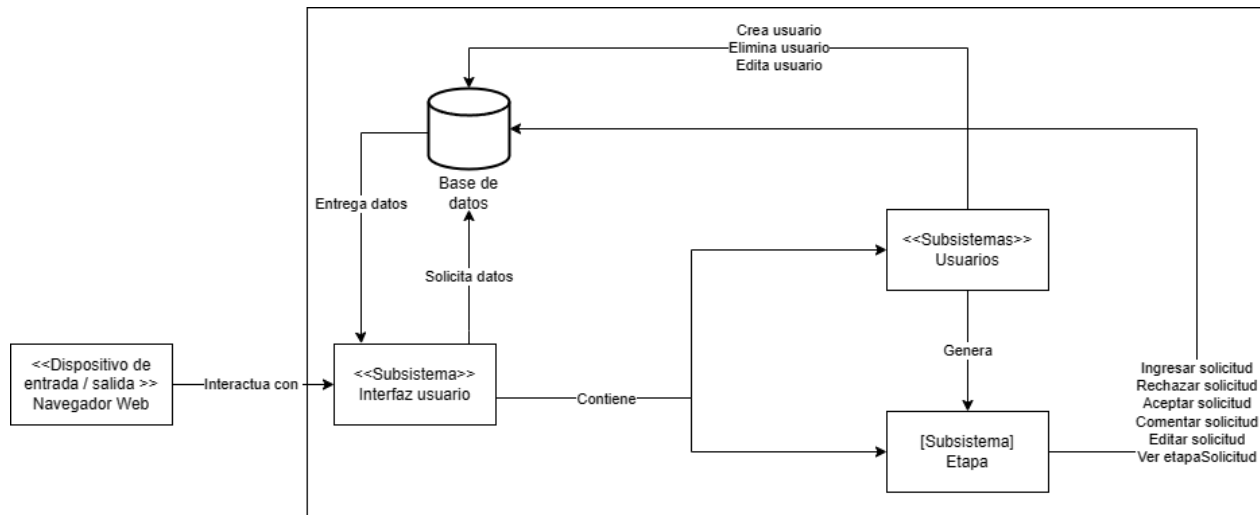 Crea usuario
Elimina usuario
Edita usuario
Base de
datos
Entrega datos
Solicita datos
<<Subsistemas>>
Usuarios
Genera
<<Dispositivo de
entrada / salida >>
Navegador Web
Interactua con
<<Subsistema>>
Interfaz usuario
Contiene
[Subsistema]
Etapa
Ingresar solicitud
Rechazar solicitud
Aceptar solicitud
Comentar solicitud
Editar solicitud
Ver etapaSolicitud